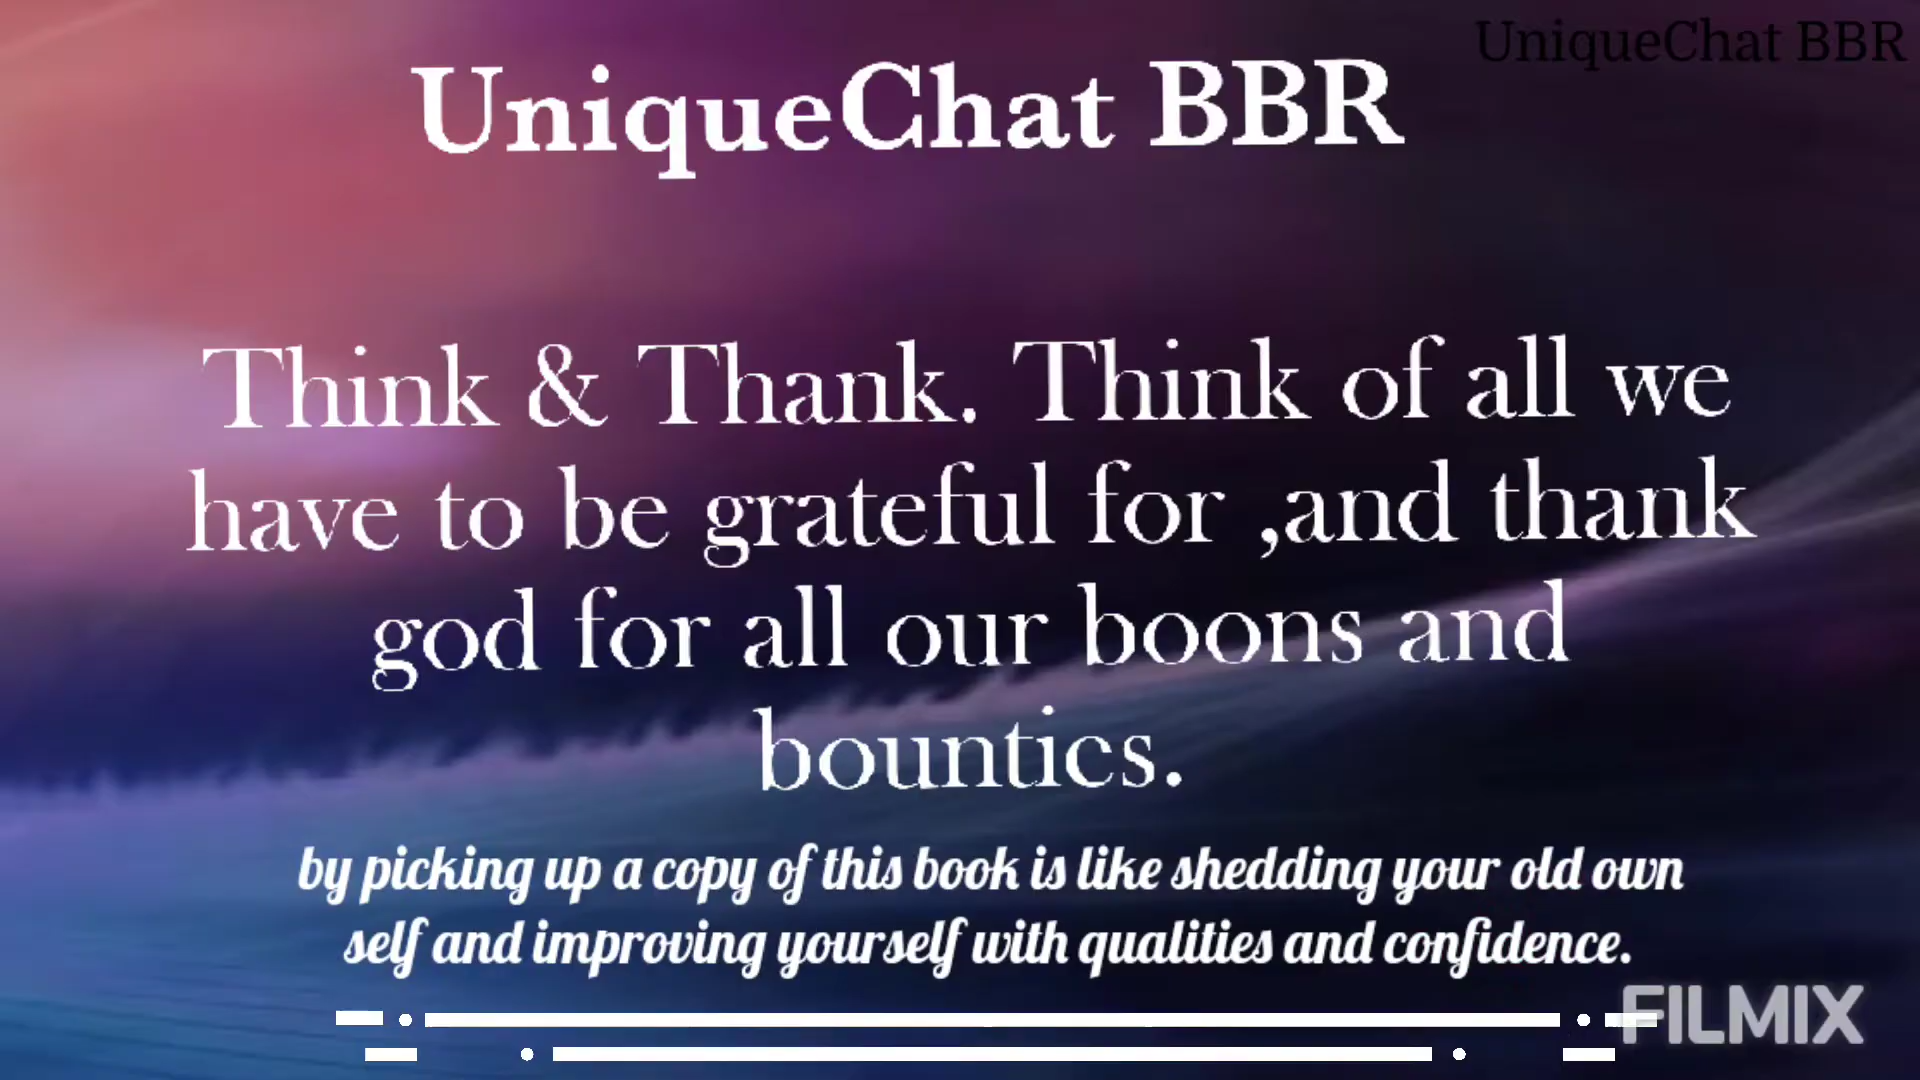 UniqueChat BBR
UniqueChat BBR
Think & Thank. Think of all we
have to be grateful for ,and thank
god for all our boons and
bounties.
by picking up a copy of this book is like shedding your old own
self and improving yourself with qualities and confidence.
FILMIX